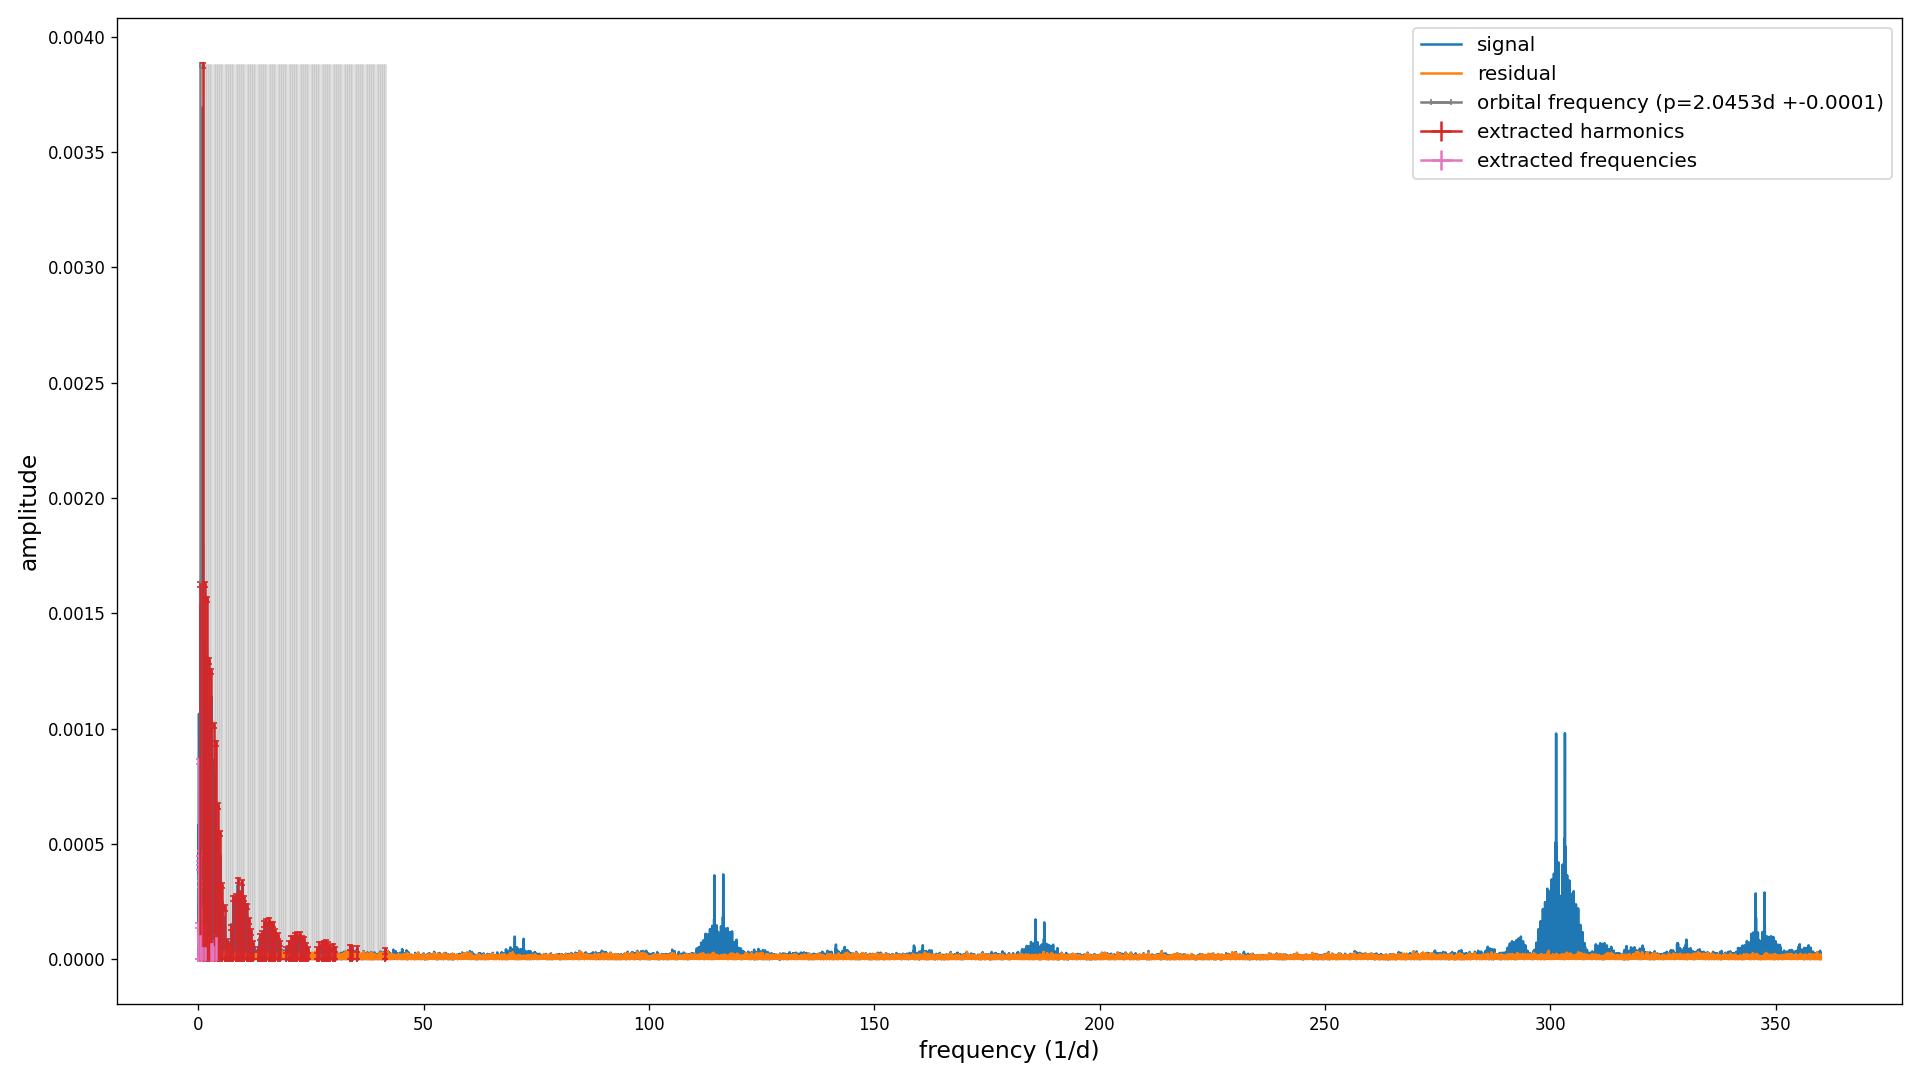 signal
residual
orbital frequency (p=2.0453d +-0.0001)
extracted harmonics
extracted frequencies
amplitude
0.0040
0.0035
0.0030
0.0025
0.0020
0.0015
0.0010
0.0005
0.0000
0 50 100 150 200 250 300 350
frequency (1/d)